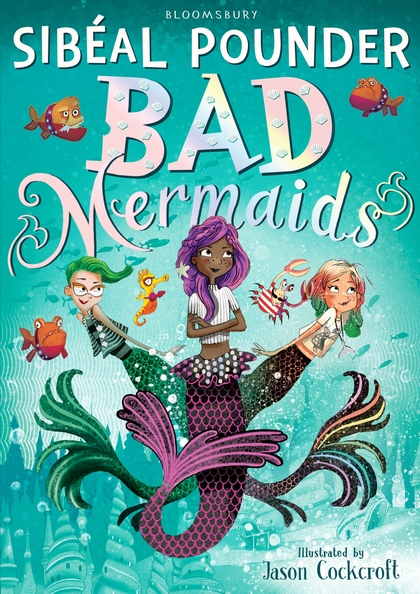 BLOOMSBURY
SIBÉAL POUNDER
BAD
Mermaids
Illustrated by
Jason Cockcroft